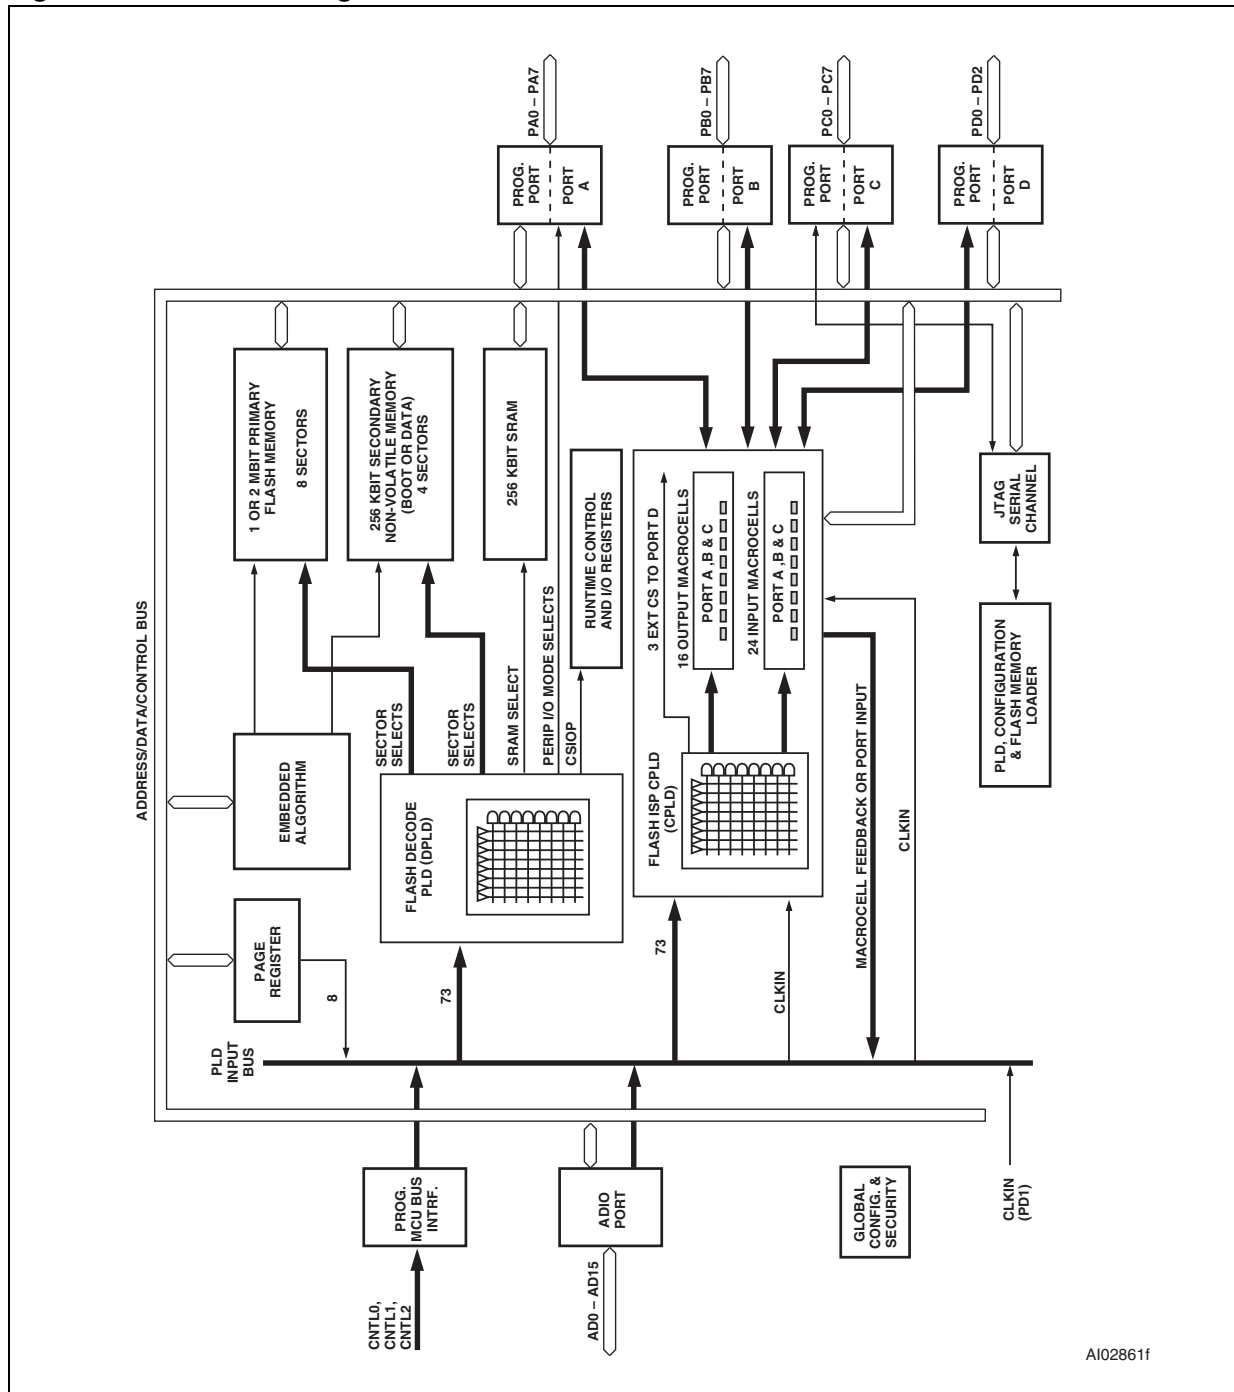 PA0 – PA7
PROG.
PORT
PORT
A
PB0 – PB7
PROG.
PORT
PORT
B
PC0 – PC7
PROG.
PORT
PORT
C
PD0 – PD2
PROG.
PORT
PORT
D
ADDRESS/DATA/CONTROL BUS
1 OR 2 MBIT PRIMARY
FLASH MEMORY
8 SECTORS
256 KBIT SECONDARY
NON-VOLATILE MEMORY
(BOOT OR DATA)
4 SECTORS
256 KBIT SRAM
RUNTIME CONTROL
AND I/O REGISTERS
3 EXT CS TO PORT D
16 OUTPUT MACROCELLS
PORT A ,B & C
24 INPUT MACROCELLS
PORT A ,B & C
JTAG
SERIAL
CHANNEL
PLD, CONFIGURATION
& FLASH MEMORY
LOADER
EMBEDDED
ALGORITHM
SECTOR
SELECTS
SECTOR
SELECTS
SRAM SELECT
PERIP I/O MODE SELECTS
CSIOP
FLASH DECODE
PLD (DPLD)
FLASH ISP CPLD
(CPLD)
MACROCELL FEEDBACK OR PORT INPUT
CLKIN
PAGE
REGISTER
8
73
73
CLKIN
PLD
INPUT
BUS
PROG.
MCU BUS
INTRF.
ADIO
PORT
GLOBAL
CONFIG. &
SECURITY
CLKIN
(PD1)
CNTL0,
CNTL1,
CNTL2
AD0 – AD15
AI02861f